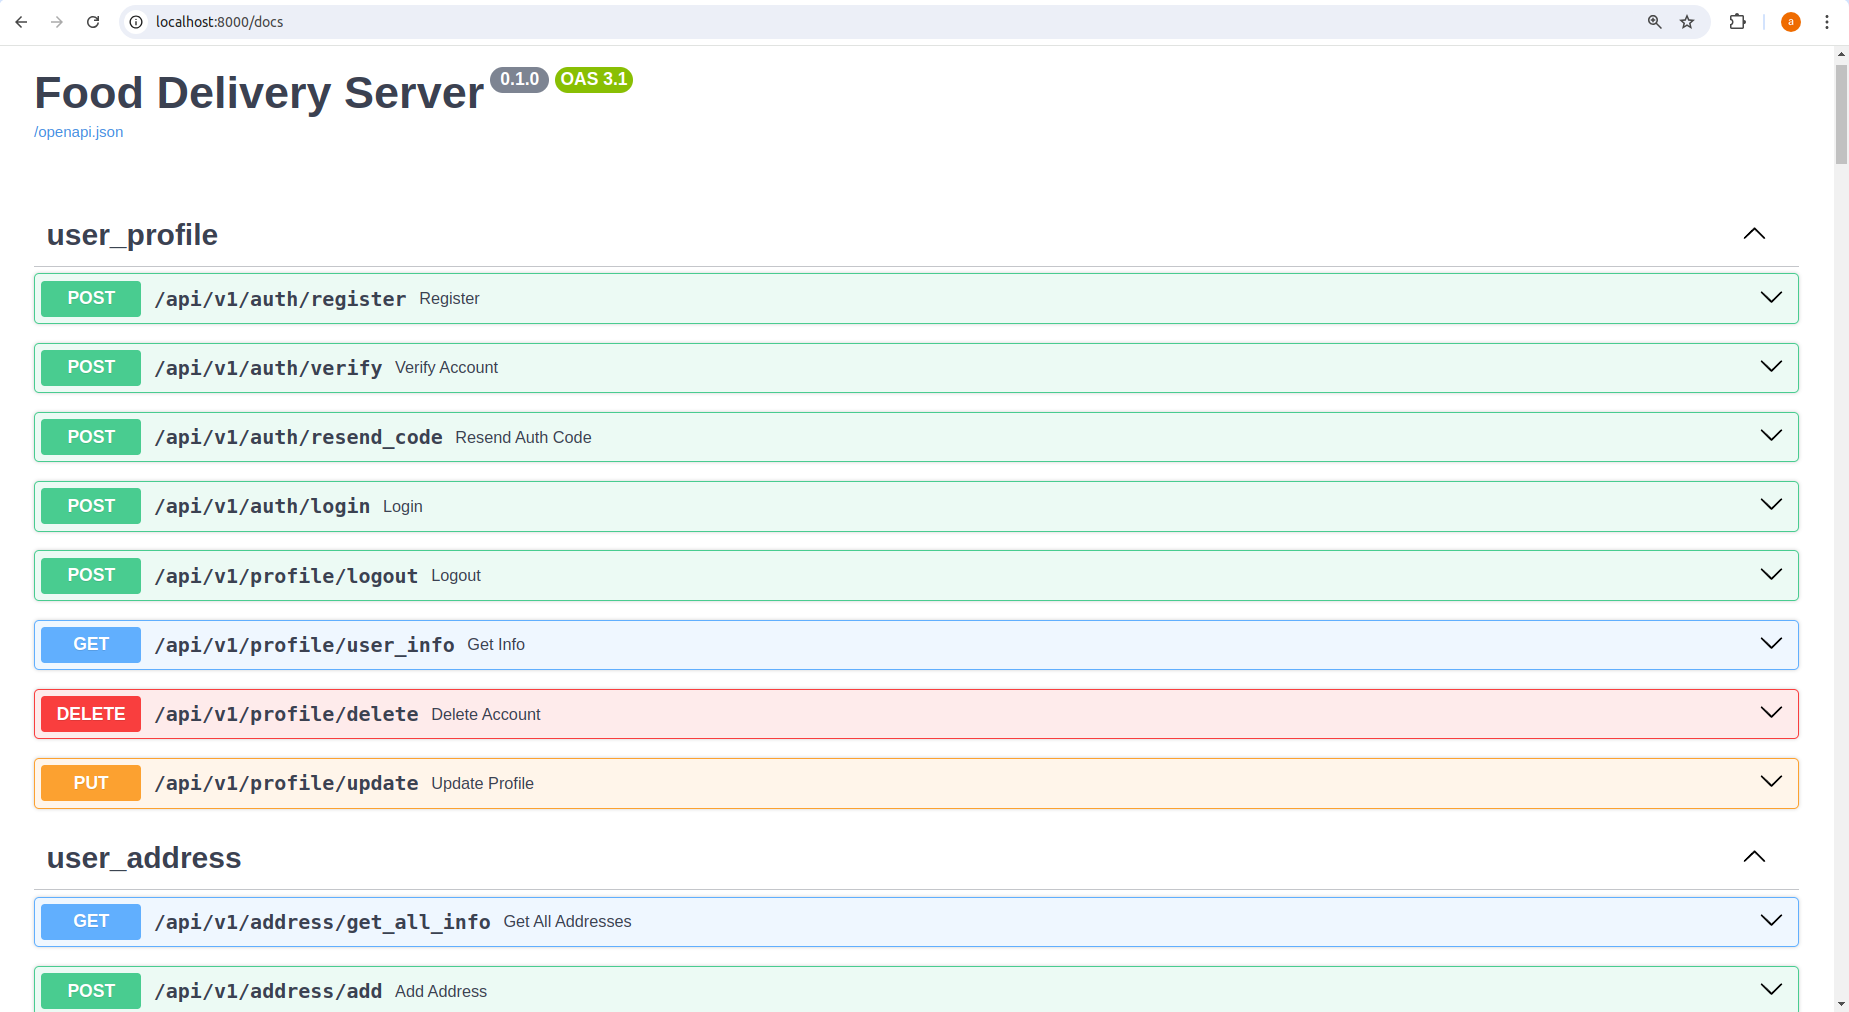 localhost:8000/docs
a
Food Delivery Server 0.1.0 OAS 3.1
/openapi.json
user_profile
POST /api/v1/auth/register Register
POST /api/v1/auth/verify Verify Account
POST /api/v1/auth/resend_code Resend Auth Code
POST /api/v1/auth/login Login
POST /api/v1/profile/logout Logout
GET /api/v1/profile/user_info Get Info
DELETE /api/v1/profile/delete Delete Account
PUT /api/v1/profile/update Update Profile
user_address
GET /api/v1/address/get_all_info Get All Addresses
POST /api/v1/address/add Add Address